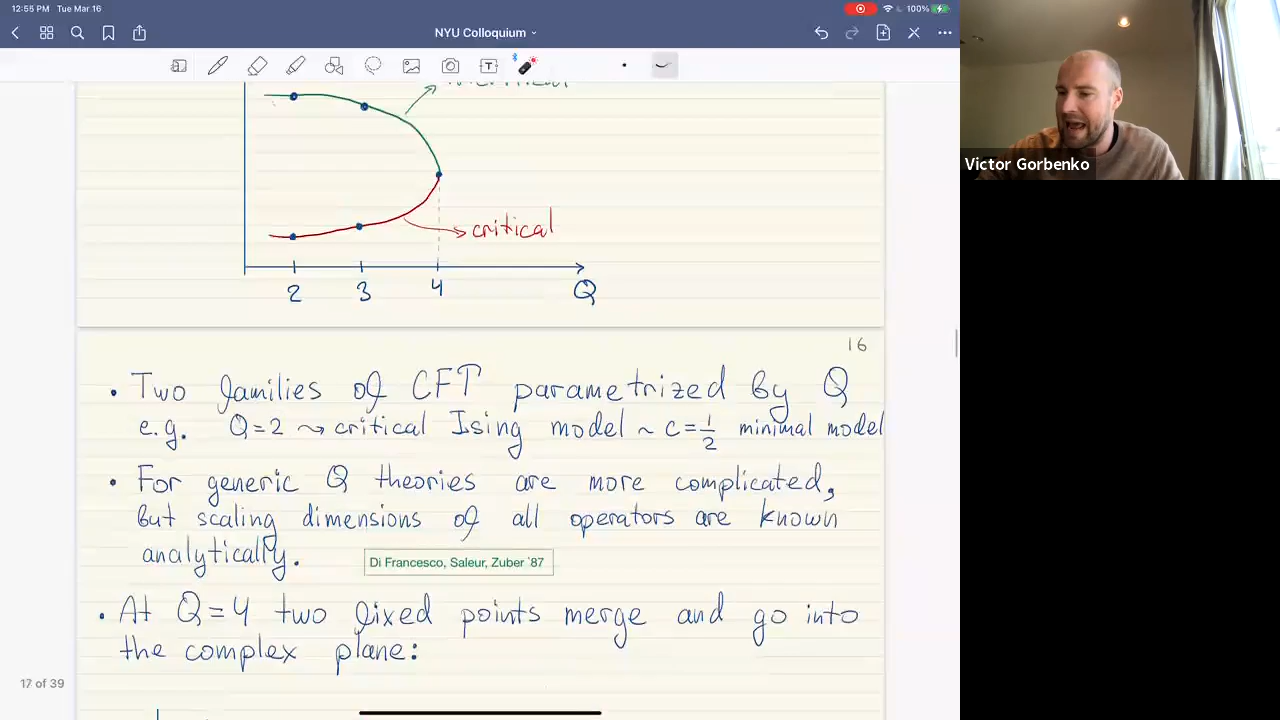 12:55 PM Tue Mar 16
100%
NYU Colloquium
T
critical
2 3 4 Q
16
• Two families of CFT parametrized by Q
e.g. Q=2 ⤳ critical Ising model ~ c=1/2 minimal model
• For generic Q theories are more complicated,
but scaling dimensions of all operators are known
analytically.
Di Francesco, Saleur, Zuber `87
• At Q=4 two fixed points merge and go into
the complex plane:
17 of 39
Victor Gorbenko